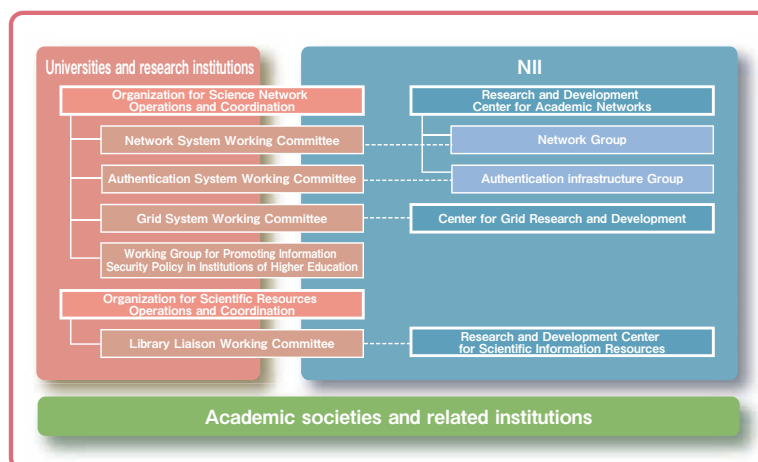 Universities and research institutions
Organization for Science Network
Operations and Coordination
Network System Working Committee
Authentication System Working Committee
Grid System Working Committee
Working Group for Promoting Information
Security Policy in Institutions of Higher Education
Organization for Scientific Resources
Operations and Coordination
Library Liaison Working Committee
NII
Research and Development
Center for Academic Networks
Network Group
Authentication infrastructure Group
Center for Grid Research and Development
Research and Development Center
for Scientific Information Resources
Academic societies and related institutions